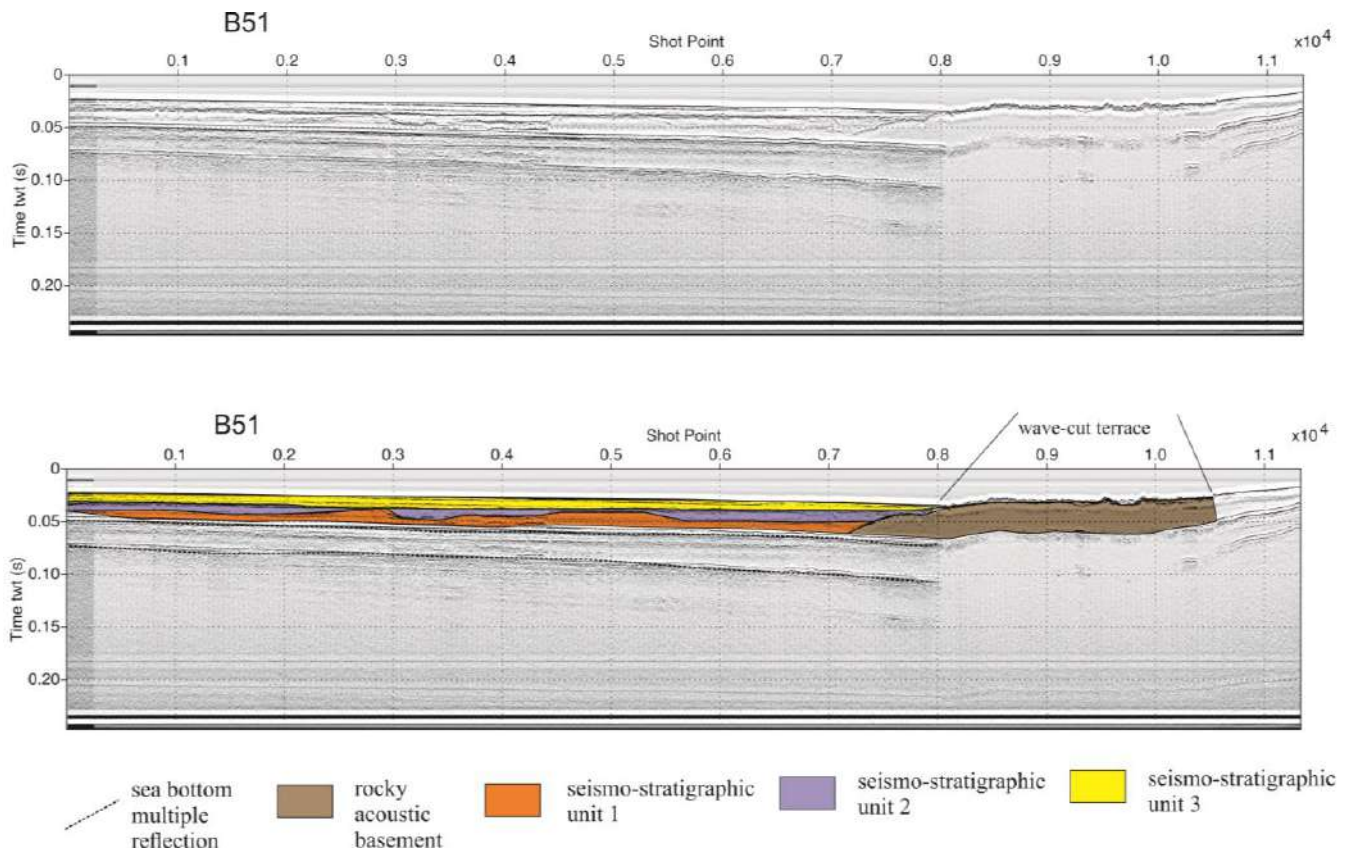 B51
Shot Point
x10⁴
0.1 0.2 0.3 0.4 0.5 0.6 0.7 0.8 0.9 1.0 1.1
Time twt (s)
0
0.05
0.10
0.15
0.20
B51
wave-cut terrace
Shot Point
x10⁴
0.1 0.2 0.3 0.4 0.5 0.6 0.7 0.8 0.9 1.0 1.1
Time twt (s)
0
0.05
0.10
0.15
0.20
sea bottom
multiple
reflection
rocky
acoustic
basement
seismo-stratigraphic
unit 1
seismo-stratigraphic
unit 2
seismo-stratigraphic
unit 3